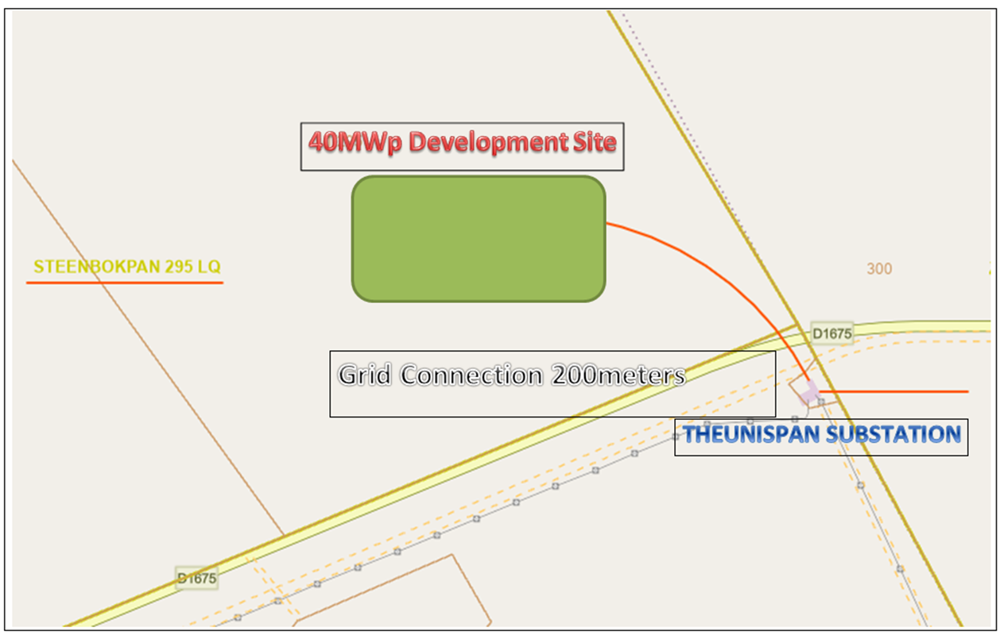 40MWp Development Site
STEENBOKPAN 295 LQ
300
D1675
Grid Connection 200meters
THEUNISPAN SUBSTATION
D1675